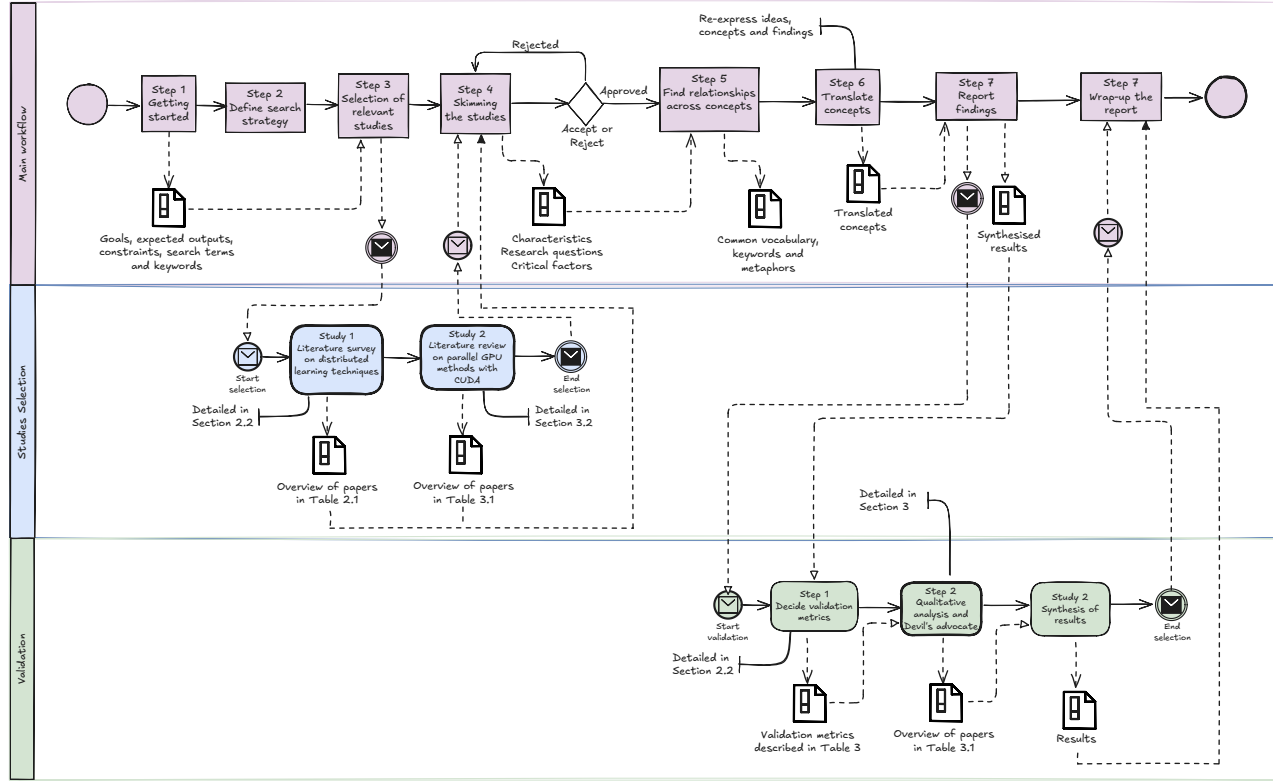 Main workflow
Re-express ideas,
concepts and findings
Rejected
Step 1
Getting
started
Step 2
Define search
strategy
Step 3
Selection of
relevant
studies
Step 4
Skimming
the studies
Approved
Accept or
Reject
Step 5
Find relationships
across concepts
Step 6
Translate
concepts
Step 7
Report
findings
Step 7
Wrap-up the
report
Goals, expected outputs,
constraints, search terms
and keywords
Characteristics
Research questions
Critical factors
Common vocabulary,
keywords and
metaphors
Translated
concepts
Synthesised
results
Studies Selection
Start
selection
Study 1
Literature survey
on distributed
learning techniques
Study 2
Literature review
on parallel GPU
methods with
CUDA
End
selection
Detailed in
Section 2.2
Detailed in
Section 3.2
Overview of papers
in Table 2.1
Overview of papers
in Table 3.1
Detailed in
Section 3
Validation
Start
validation
Step 1
Decide validation
metrics
Step 2
Qualitative
analysis and
Devil's advocate
Study 2
Synthesis of
results
End
selection
Detailed in
Section 2.2
Validation metrics
described in Table 3
Overview of papers
in Table 3.1
Results